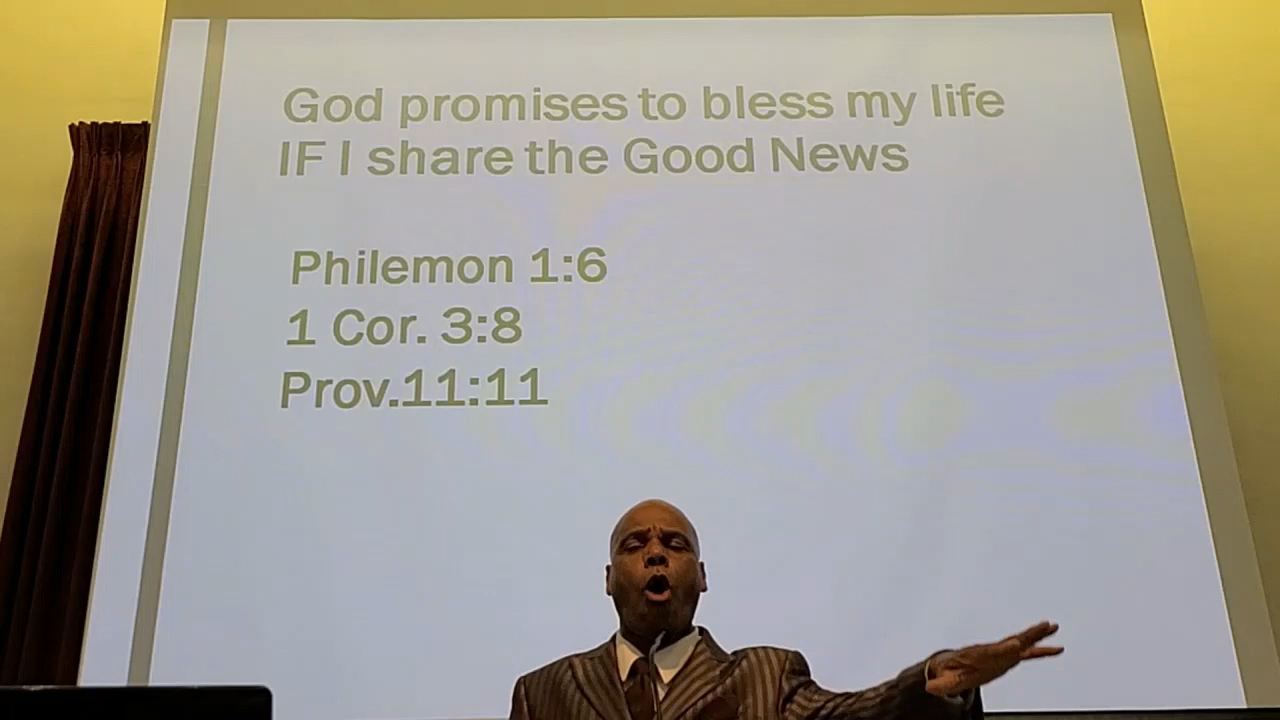 God promises to bless my life
IF I share the Good News
Philemon 1:6
1 Cor. 3:8
Prov.11:11